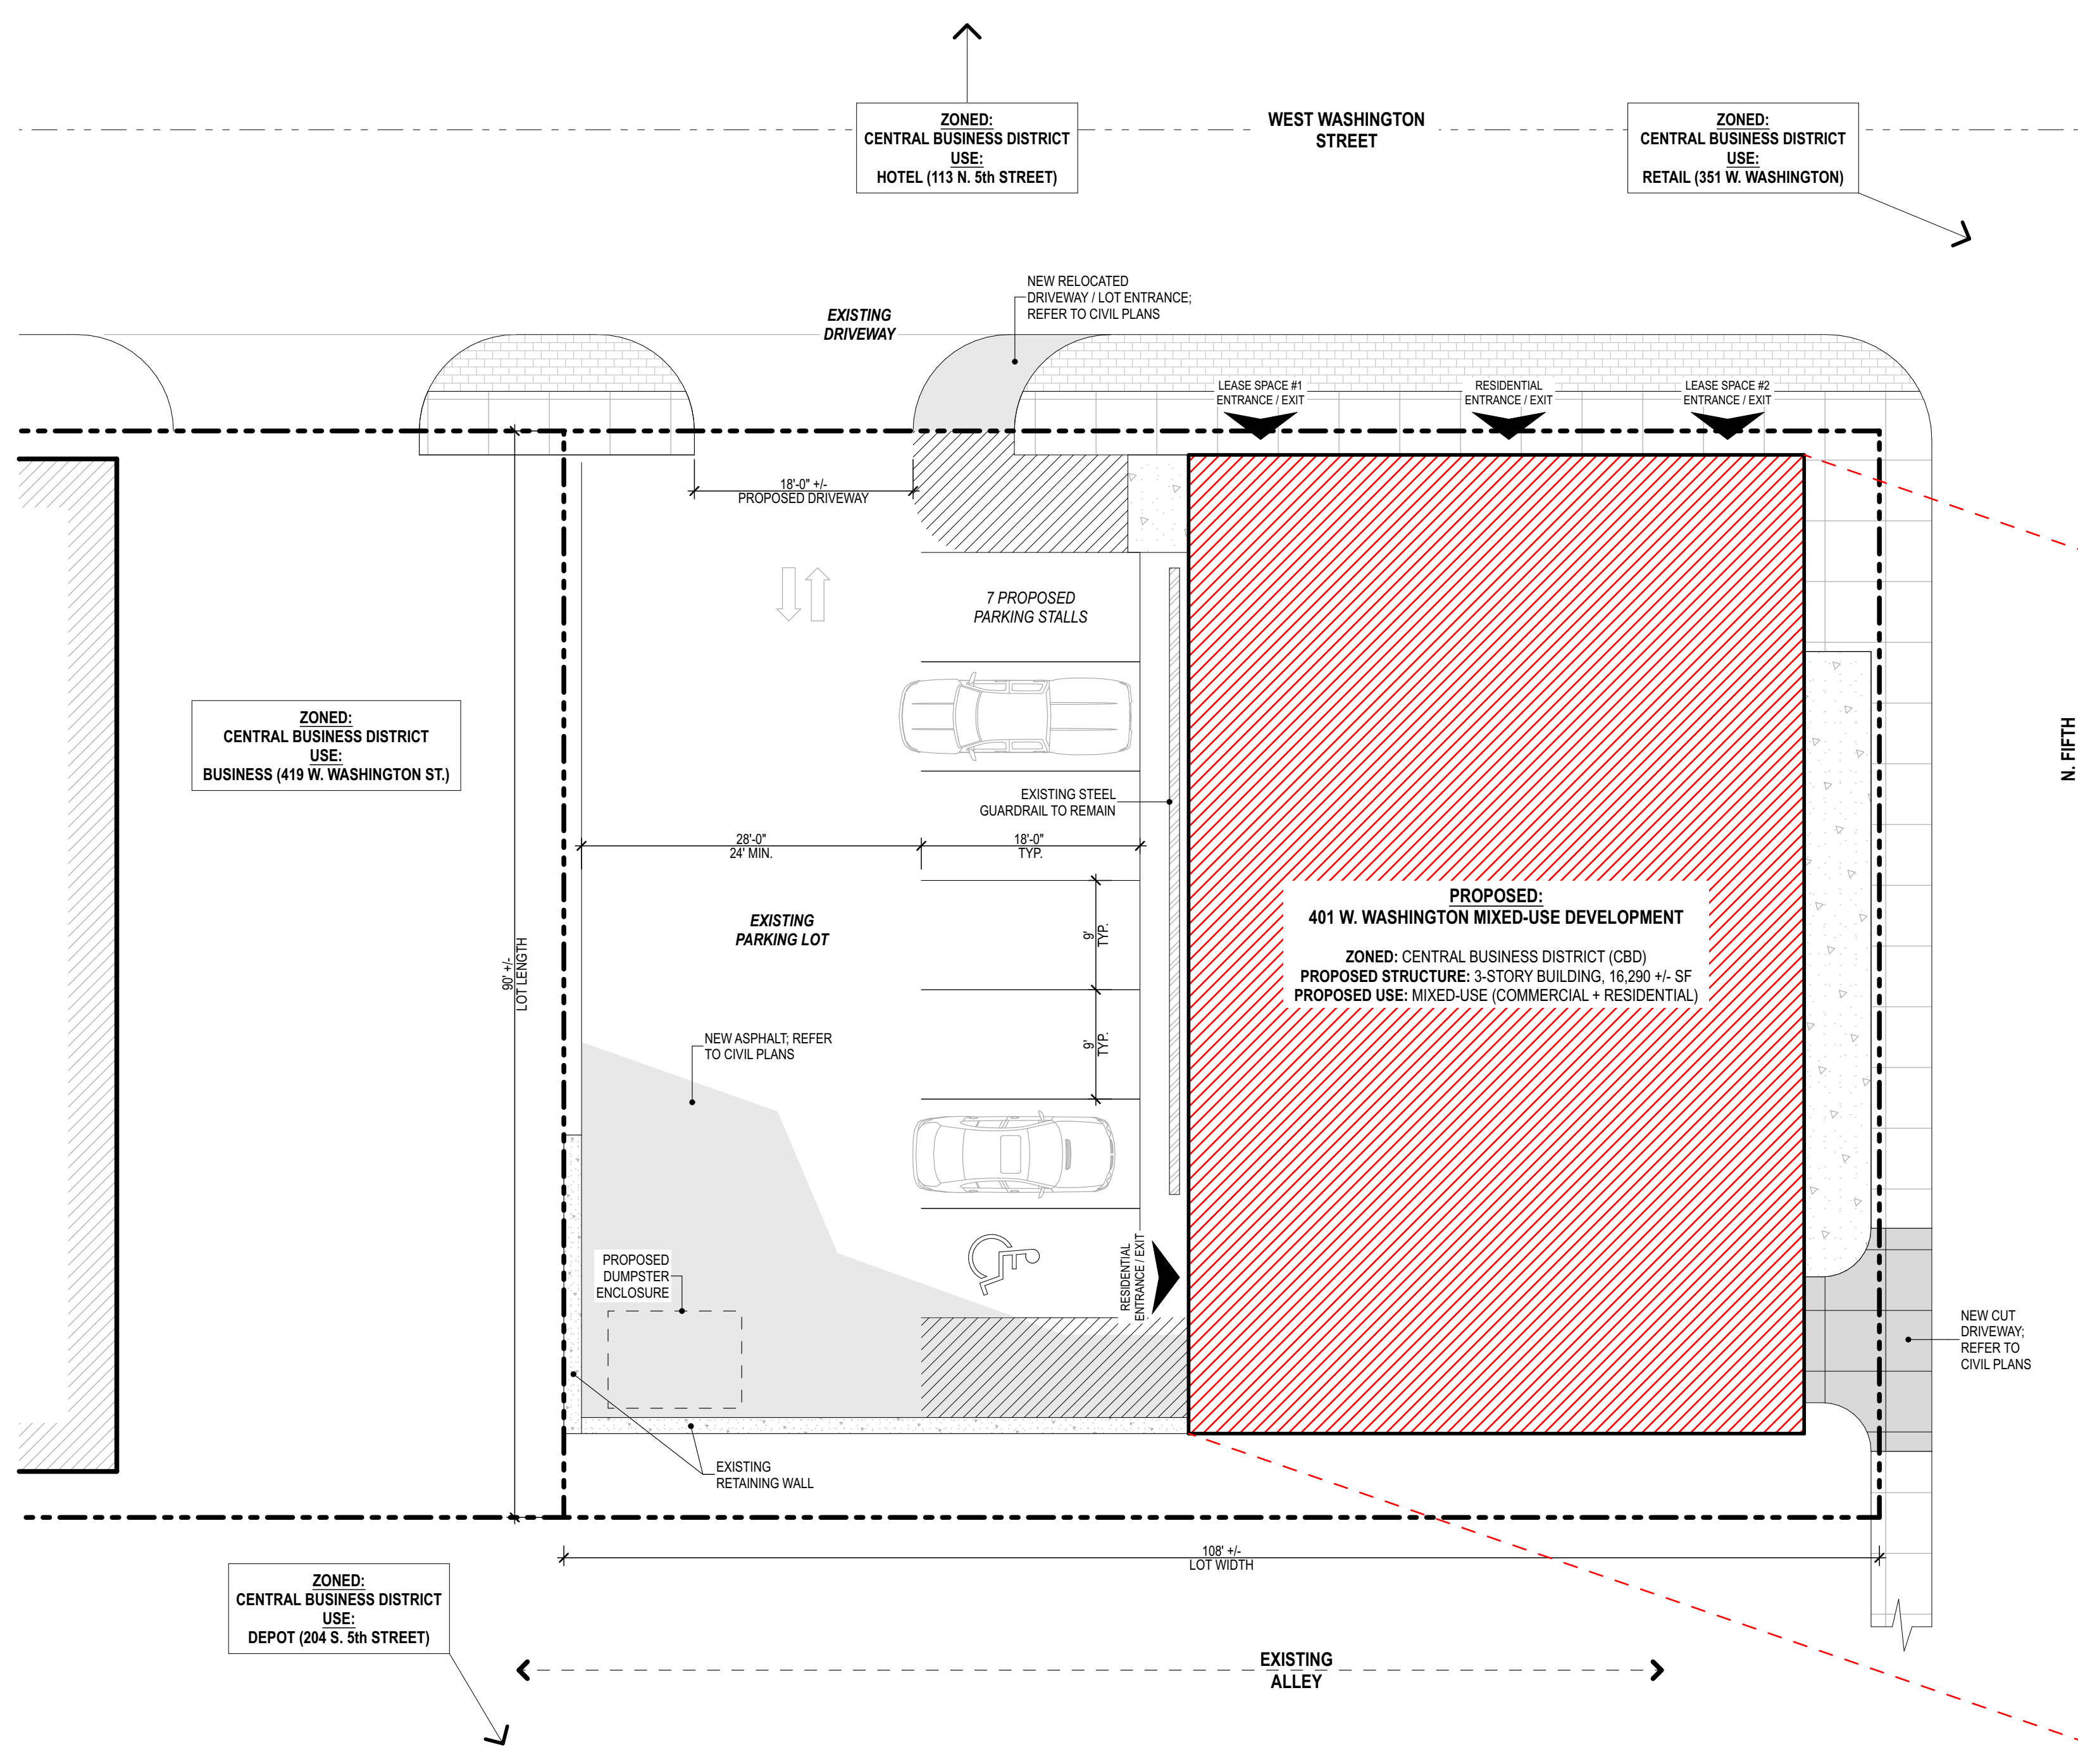 ZONED:
CENTRAL BUSINESS DISTRICT
USE:
HOTEL (113 N. 5th STREET)
WEST WASHINGTON
STREET
ZONED:
CENTRAL BUSINESS DISTRICT
USE:
RETAIL (351 W. WASHINGTON)
NEW RELOCATED
DRIVEWAY / LOT ENTRANCE;
REFER TO CIVIL PLANS
EXISTING
DRIVEWAY
LEASE SPACE #1
ENTRANCE / EXIT
RESIDENTIAL
ENTRANCE / EXIT
LEASE SPACE #2
ENTRANCE / EXIT
18'-0" +/-
PROPOSED DRIVEWAY
7 PROPOSED
PARKING STALLS
ZONED:
CENTRAL BUSINESS DISTRICT
USE:
BUSINESS (419 W. WASHINGTON ST.)
N. FIFTH
EXISTING STEEL
GUARDRAIL TO REMAIN
28'-0"
24' MIN.
18'-0"
TYP.
PROPOSED:
401 W. WASHINGTON MIXED-USE DEVELOPMENT
ZONED: CENTRAL BUSINESS DISTRICT (CBD)
PROPOSED STRUCTURE: 3-STORY BUILDING, 16,290 +/- SF
PROPOSED USE: MIXED-USE (COMMERCIAL + RESIDENTIAL)
EXISTING
PARKING LOT
9'
TYP.
90' +/-
LOT LENGTH
9'
TYP.
NEW ASPHALT; REFER
TO CIVIL PLANS
PROPOSED
DUMPSTER
ENCLOSURE
RESIDENTIAL
ENTRANCE / EXIT
NEW CUT
DRIVEWAY;
REFER TO
CIVIL PLANS
EXISTING
RETAINING WALL
108' +/-
LOT WIDTH
ZONED:
CENTRAL BUSINESS DISTRICT
USE:
DEPOT (204 S. 5th STREET)
EXISTING
ALLEY